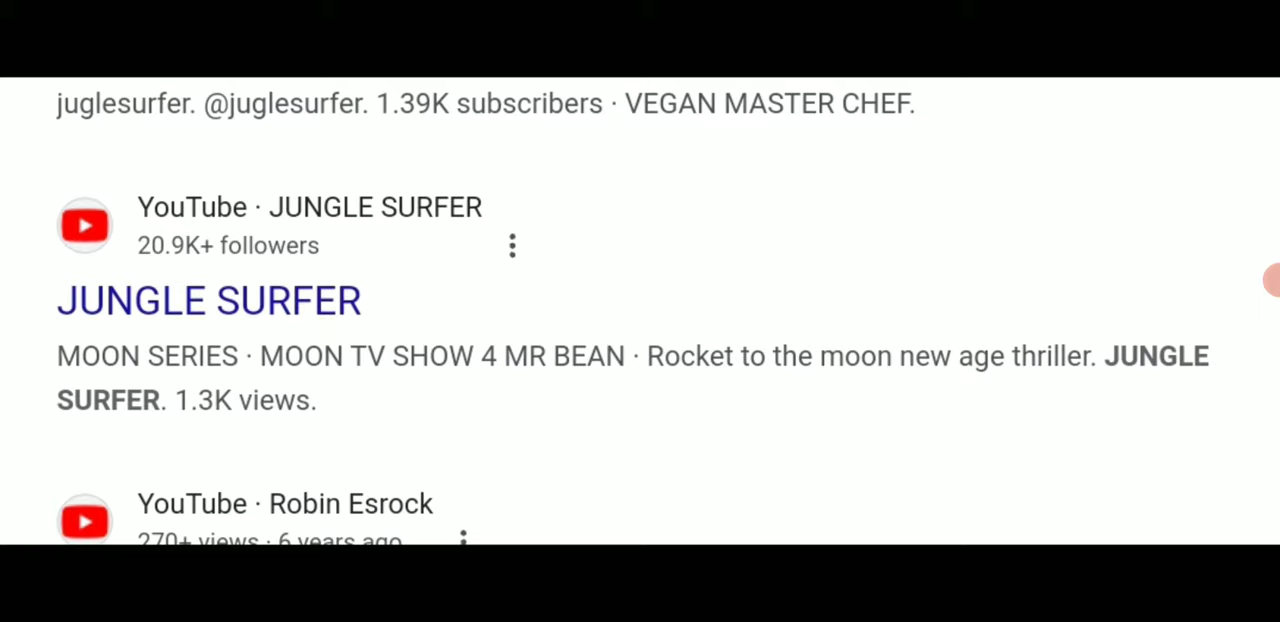 juglesurfer. @juglesurfer. 1.39K subscribers · VEGAN MASTER CHEF.
YouTube · JUNGLE SURFER
20.9K+ followers
JUNGLE SURFER
MOON SERIES · MOON TV SHOW 4 MR BEAN · Rocket to the moon new age thriller. JUNGLE
SURFER. 1.3K views.
YouTube · Robin Esrock
270+ views · 6 years ago